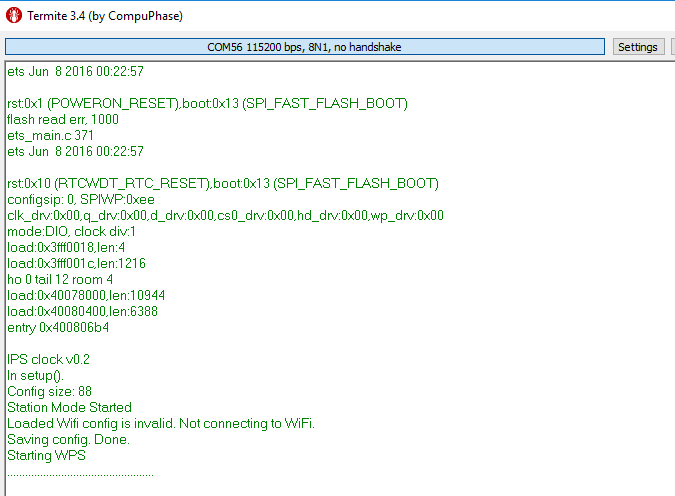 Termite 3.4 (by CompuPhase)
COM56 115200 bps, 8N1, no handshake
Settings
ets Jun  8 2016 00:22:57

rst:0x1 (POWERON_RESET),boot:0x13 (SPI_FAST_FLASH_BOOT)
flash read err, 1000
ets_main.c 371
ets Jun  8 2016 00:22:57

rst:0x10 (RTCWDT_RTC_RESET),boot:0x13 (SPI_FAST_FLASH_BOOT)
configsip: 0, SPIWP:0xee
clk_drv:0x00,q_drv:0x00,d_drv:0x00,cs0_drv:0x00,hd_drv:0x00,wp_drv:0x00
mode:DIO, clock div:1
load:0x3fff0018,len:4
load:0x3fff001c,len:1216
ho 0 tail 12 room 4
load:0x40078000,len:10944
load:0x40080400,len:6388
entry 0x400806b4

IPS clock v0.2
In setup().
Config size: 88
Station Mode Started
Loaded Wifi config is invalid. Not connecting to WiFi.
Saving config. Done.
Starting WPS
..................................................